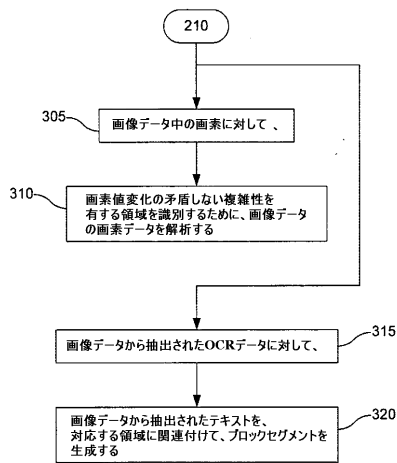 210
305
画像データ中の画素に対して、
310
画素値変化の矛盾しない複雑性を
有する領域を識別するために、画像データ
の画素データを解析する
画像データから抽出されたOCRデータに対して、
315
画像データから抽出されたテキストを、
対応する領域に関連付けて、ブロックセグメントを
生成する
320